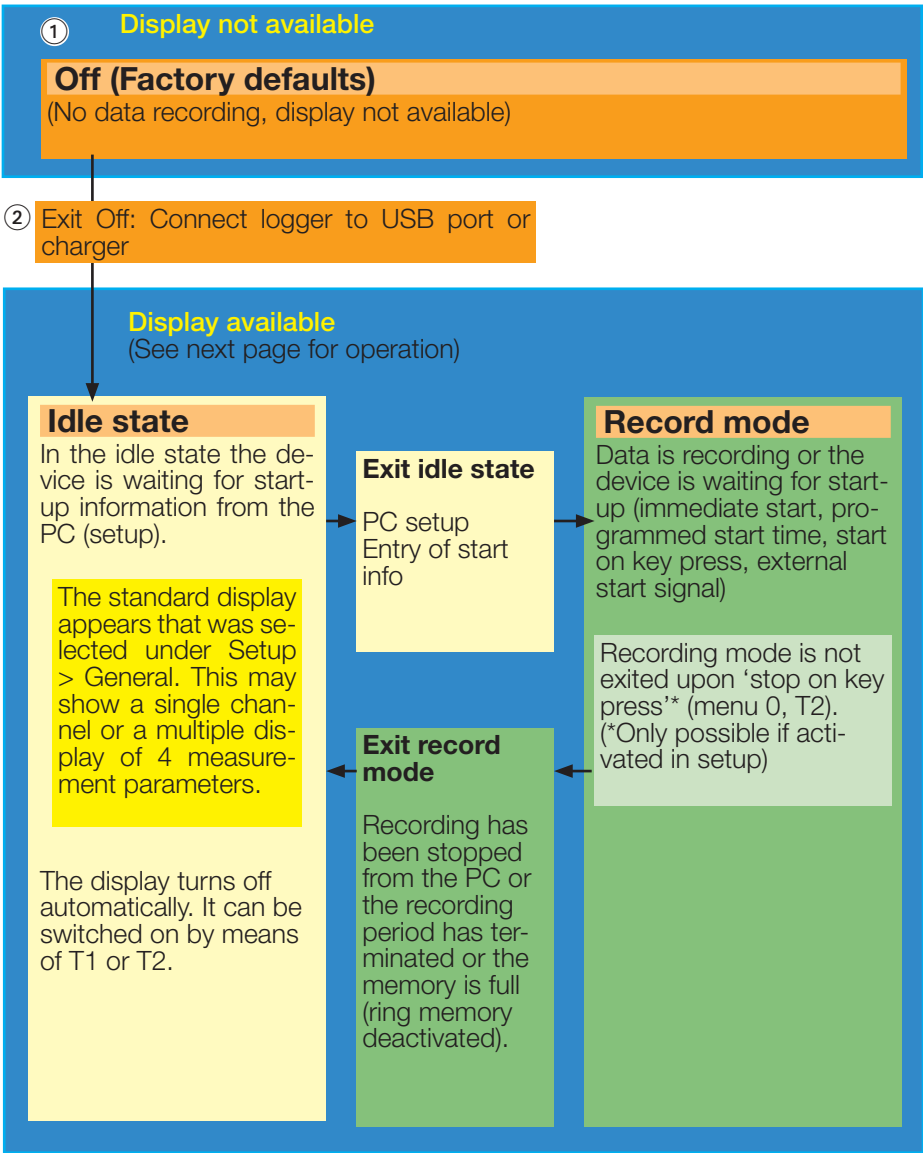 1 Display not available
Off (Factory defaults)
(No data recording, display not available)
2 Exit Off: Connect logger to USB port or
charger
Display available
(See next page for operation)
Idle state
In the idle state the de-
vice is waiting for start-
up information from the
PC (setup).
The standard display
appears that was se-
lected under Setup
> General. This may
show a single chan-
nel or a multiple dis-
play of 4 measure-
ment parameters.
The display turns off
automatically. It can be
switched on by means
of T1 or T2.
Exit idle state
PC setup
Entry of start
info
Record mode
Data is recording or the
device is waiting for start-
up (immediate start, pro-
grammed start time, start
on key press, external
start signal)
Recording mode is not
exited upon ‘stop on key
press’* (menu 0, T2).
(*Only possible if acti-
vated in setup)
Exit record
mode
Recording has
been stopped
from the PC or
the recording
period has ter-
minated or the
memory is full
(ring memory
deactivated).